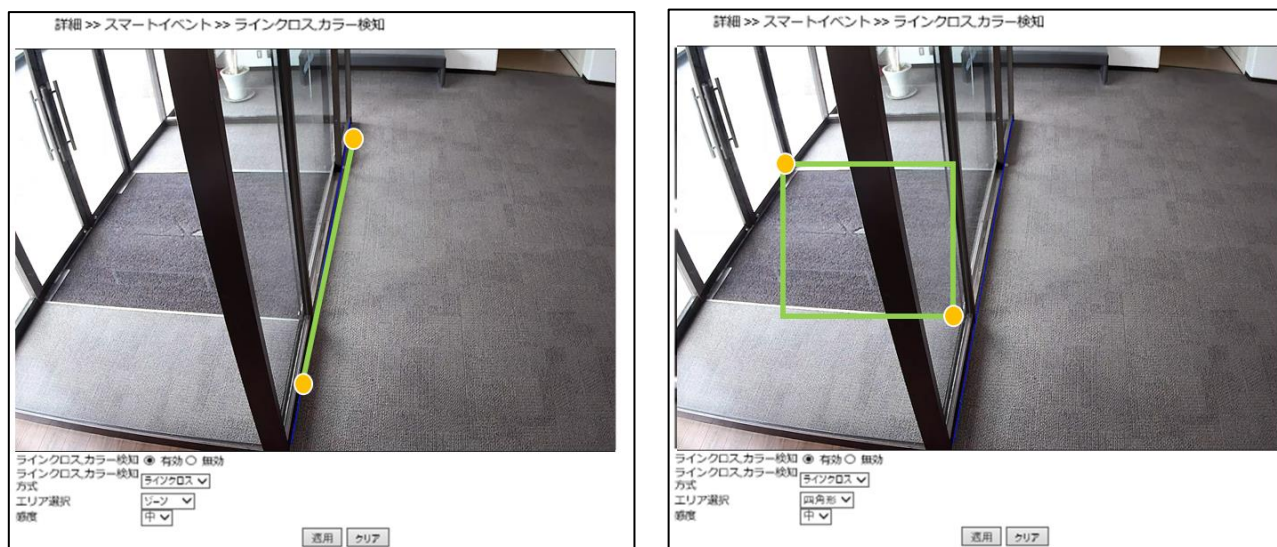 詳細 >> スマートイベント >> ラインクロス,カラー検知
ラインクロス,カラー検知 有効 無効
ラインクロス,カラー検知
方式 ラインクロス
エリア選択 ゾーン
感度 中
適用 クリア
詳細 >> スマートイベント >> ラインクロス,カラー検知
ラインクロス,カラー検知 有効 無効
ラインクロス,カラー検知
方式 ラインクロス
エリア選択 四角形
感度 中
適用 クリア